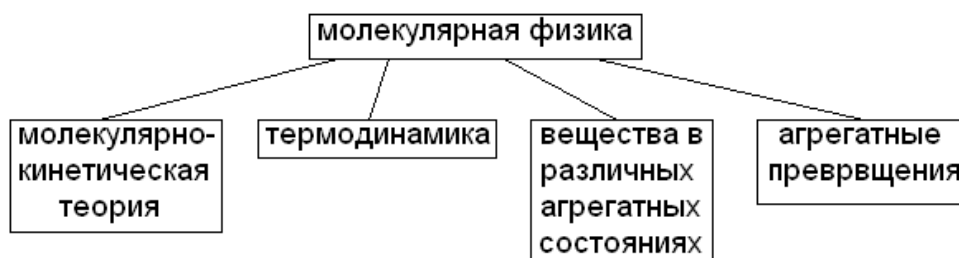 молекулярная физика
молекулярно-
кинетическая
теория
термодинамика
вещества в
различных
агрегатных
состояниях
агрегатные
преврвщения